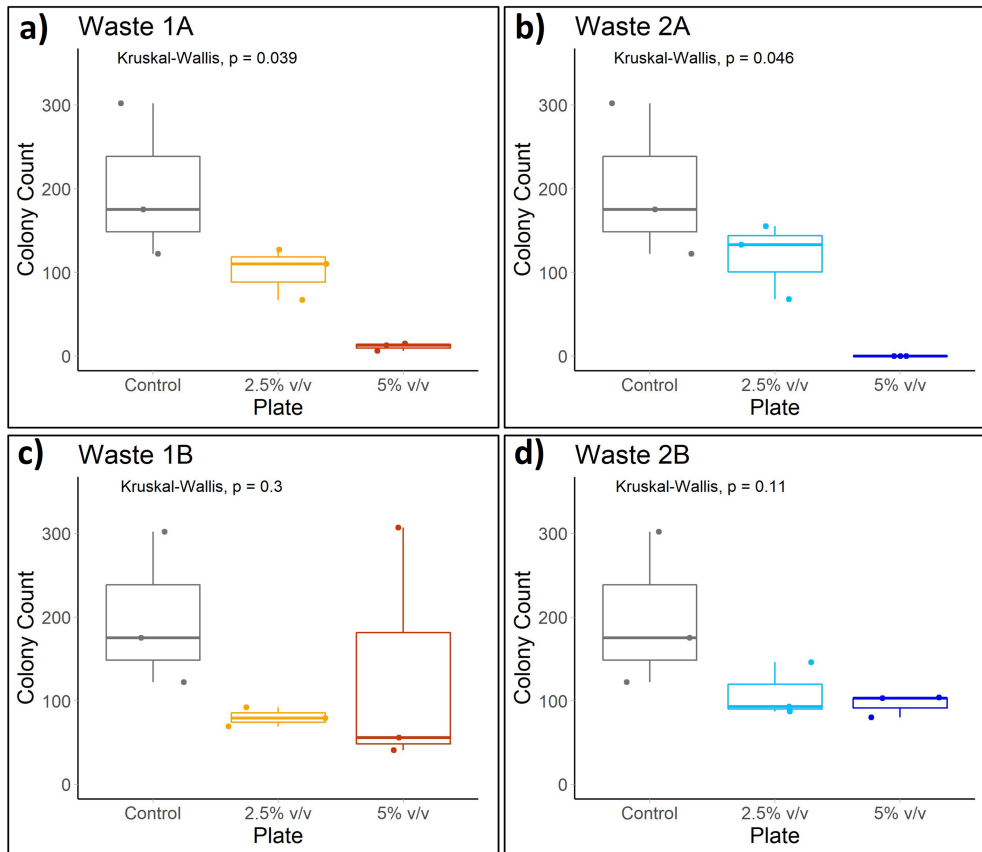 a) Waste 1A
Kruskal-Wallis, p = 0.039
Colony Count
300
200
100
0
Control 2.5% v/v 5% v/v
Plate
b) Waste 2A
Kruskal-Wallis, p = 0.046
Colony Count
300
200
100
0
Control 2.5% v/v 5% v/v
Plate
c) Waste 1B
Kruskal-Wallis, p = 0.3
Colony Count
300
200
100
0
Control 2.5% v/v 5% v/v
Plate
d) Waste 2B
Kruskal-Wallis, p = 0.11
Colony Count
300
200
100
0
Control 2.5% v/v 5% v/v
Plate